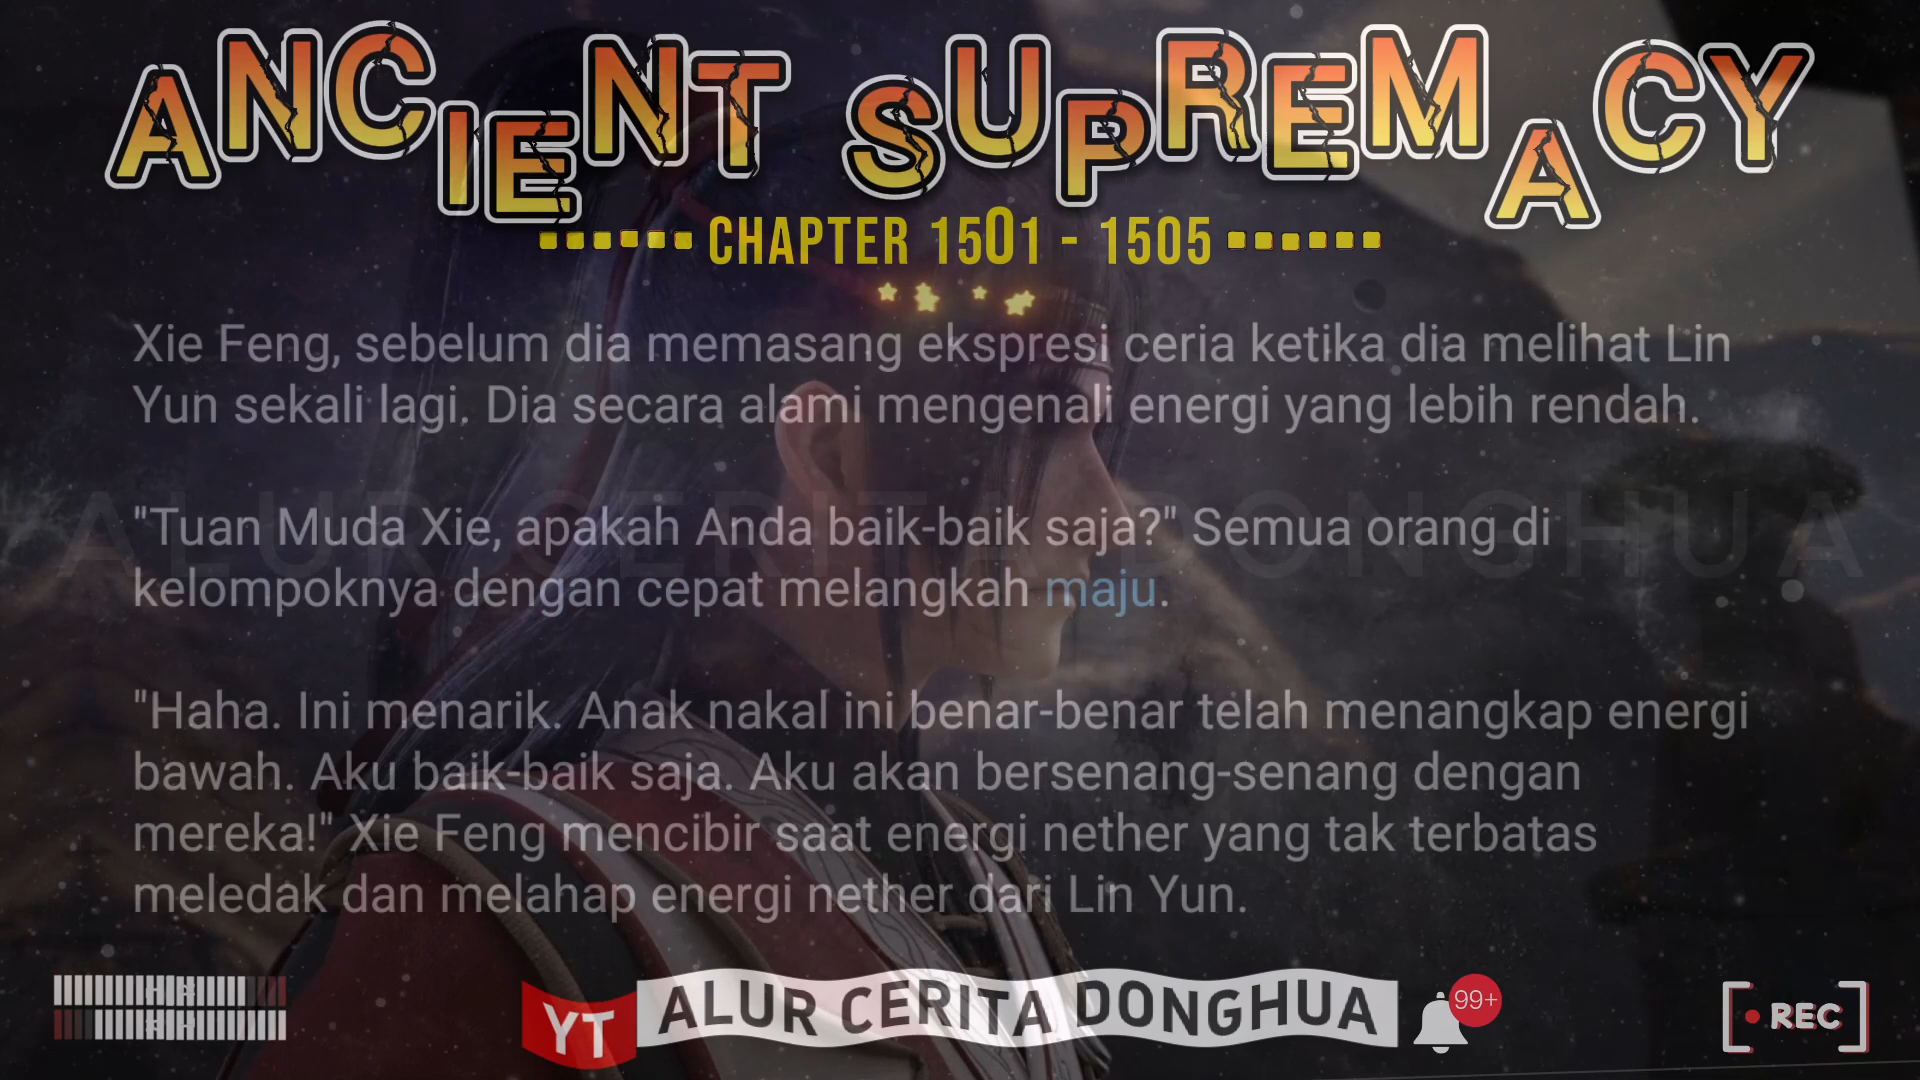 ANCIENT SUPREMACY
CHAPTER 1501 - 1505
Xie Feng, sebelum dia memasang ekspresi ceria ketika dia melihat Lin
Yun sekali lagi. Dia secara alami mengenali energi yang lebih rendah.
"Tuan Muda Xie, apakah Anda baik-baik saja?" Semua orang di
kelompoknya dengan cepat melangkah maju.
ALUR CERITA DONGHUA
"Haha. Ini menarik. Anak nakal ini benar-benar telah menangkap energi
bawah. Aku baik-baik saja. Aku akan bersenang-senang dengan
mereka!" Xie Feng mencibir saat energi nether yang tak terbatas
meledak dan melahap energi nether dari Lin Yun.
YT ALUR CERITA DONGHUA
99+
REC